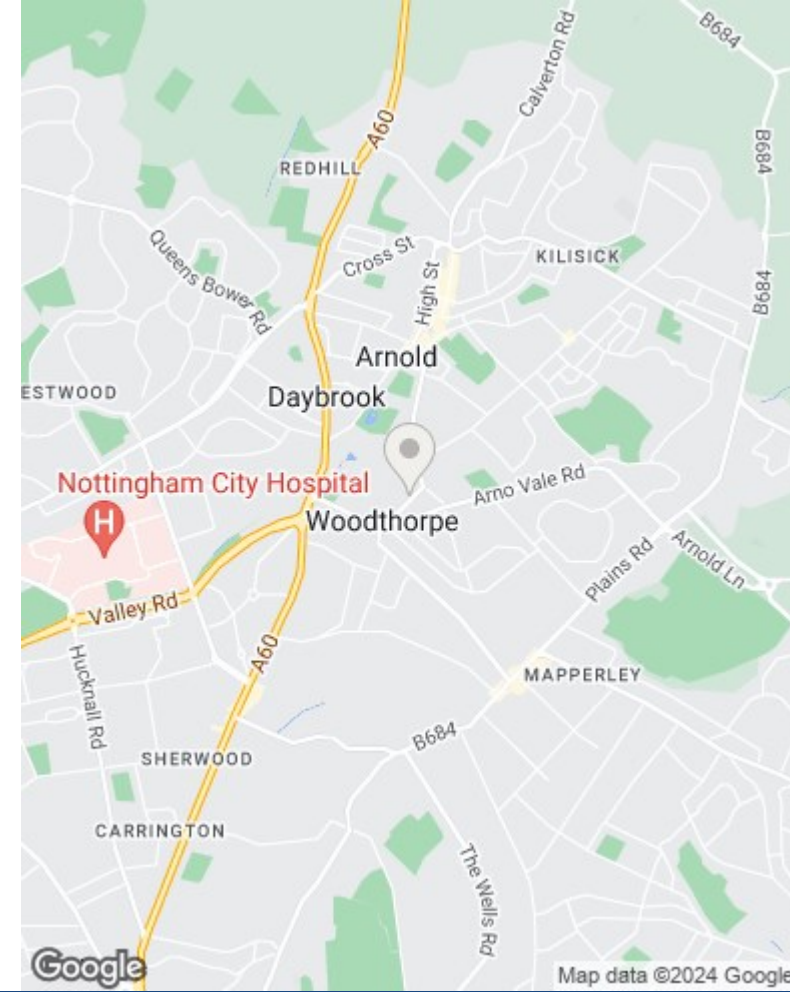 B684
Calverton Rd
A60
B684
REDHILL
Queens Bower Rd
Cross St
KILISICK
High St
B684
Arnold
ESTWOOD
Daybrook
Nottingham City Hospital
H
Arno Vale Rd
Woodthorpe
Plains Rd
Arnold Ln
Valley Rd
A60
Hucknall Rd
MAPPERLEY
B684
SHERWOOD
CARRINGTON
The Wells Rd
Google
Map data ©2024 Google